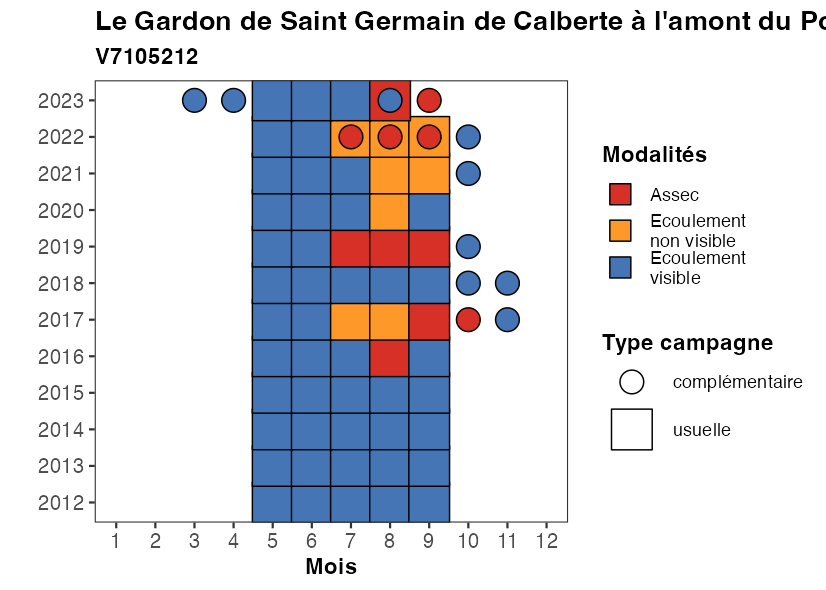 Le Gardon de Saint Germain de Calberte à l'amont du
V7105212
2023
2022
2021
2020
2019
2018
2017
2016
2015
2014
2013
2012
1 2 3 4 5 6 7 8 9 10 11 12
Mois
Modalités
Assec
Ecoulement
non visible
Ecoulement
visible
Type campagne
complémentaire
usuelle